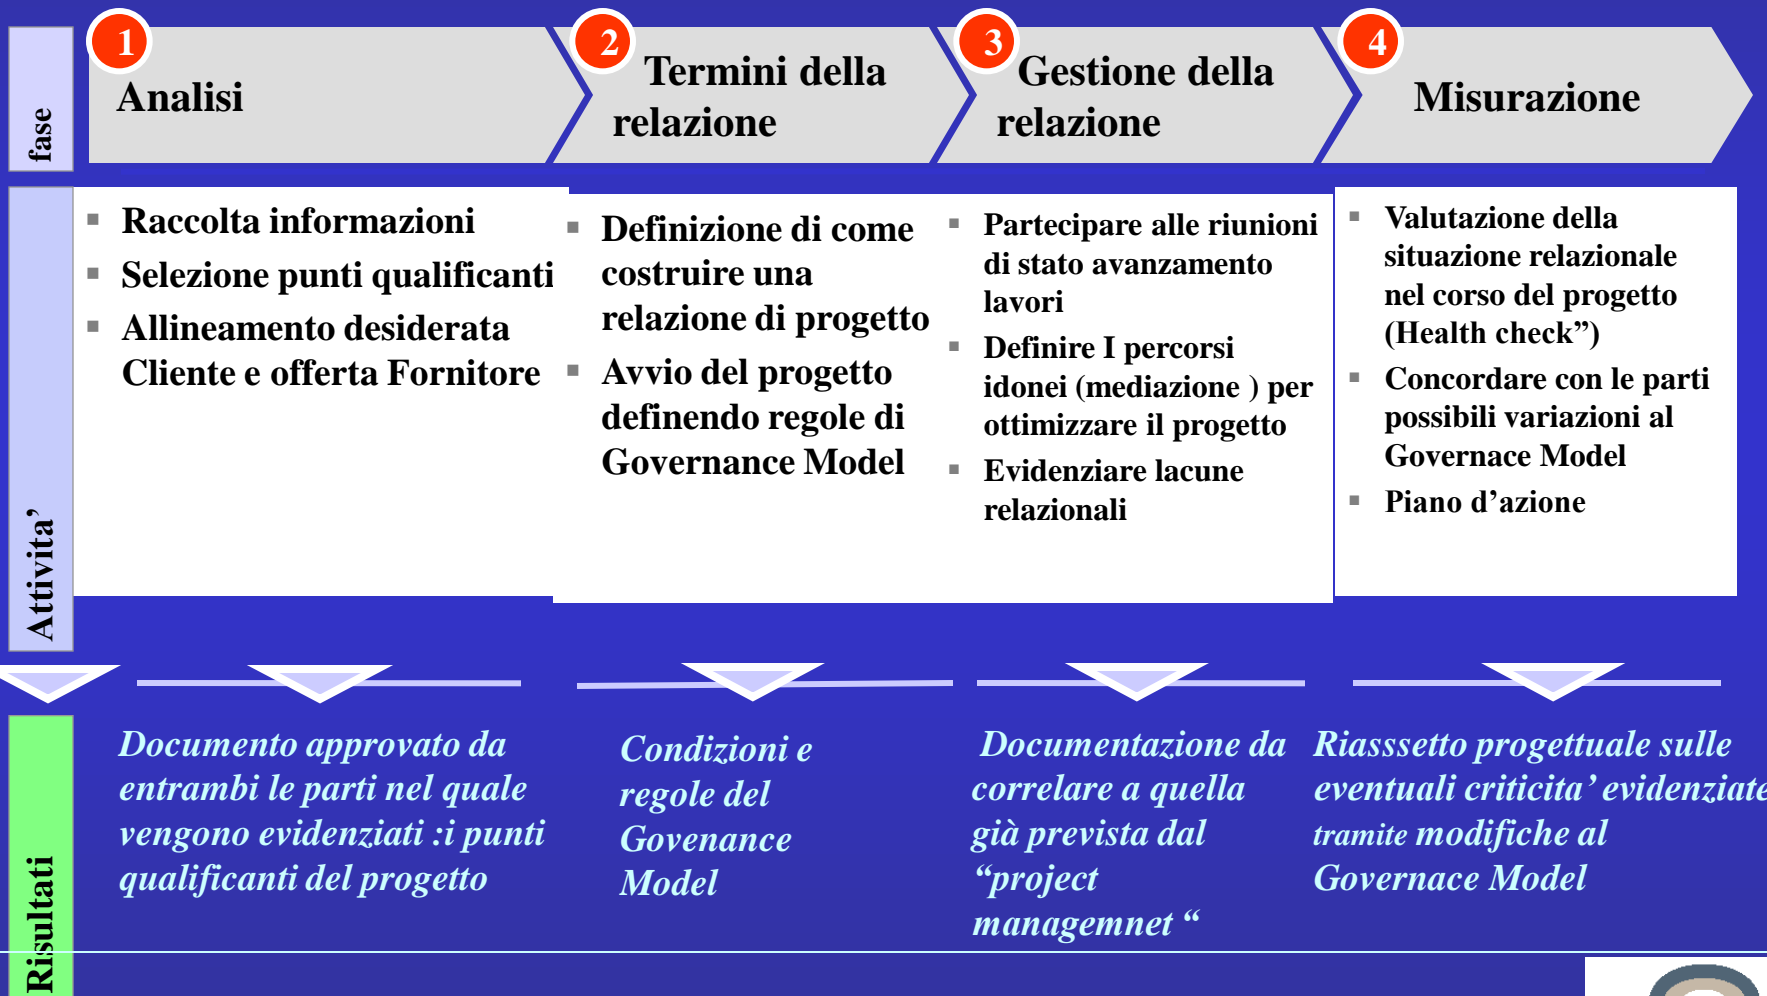 fase
1
Analisi
2
Termini della
relazione
3
Gestione della
relazione
4
Misurazione
Attivita’
Raccolta informazioni
Selezione punti qualificanti
Allineamento desiderata
Cliente e offerta Fornitore
Definizione di come
costruire una
relazione di progetto
Avvio del progetto
definendo regole di
Governance Model
Partecipare alle riunioni
di stato avanzamento
lavori
Definire I percorsi
idonei (mediazione ) per
ottimizzare il progetto
Evidenziare lacune
relazionali
Valutazione della
situazione relazionale
nel corso del progetto
(Health check”)
Concordare con le parti
possibili variazioni al
Governace Model
Piano d’azione
Risultati
Documento approvato da
entrambi le parti nel quale
vengono evidenziati :i punti
qualificanti del progetto
Condizioni e
regole del
Govenance
Model
Documentazione da
correlare a quella
già prevista dal
“project
managemnet “
Riasssetto progettuale sulle
eventuali criticita’ evidenziate
tramite modifiche al
Governace Model